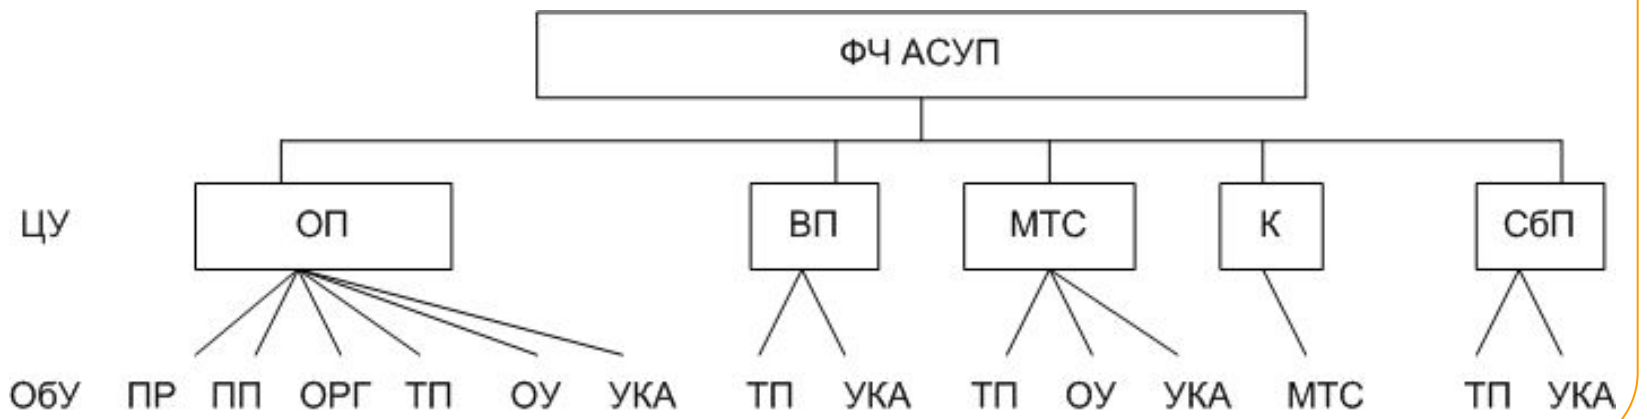 ФЧ АСУП
ЦУ ОП ВП МТС К СбП
ОбУ ПР ПП ОРГ ТП ОУ УКА ТП УКА ТП ОУ УКА МТС ТП УКА